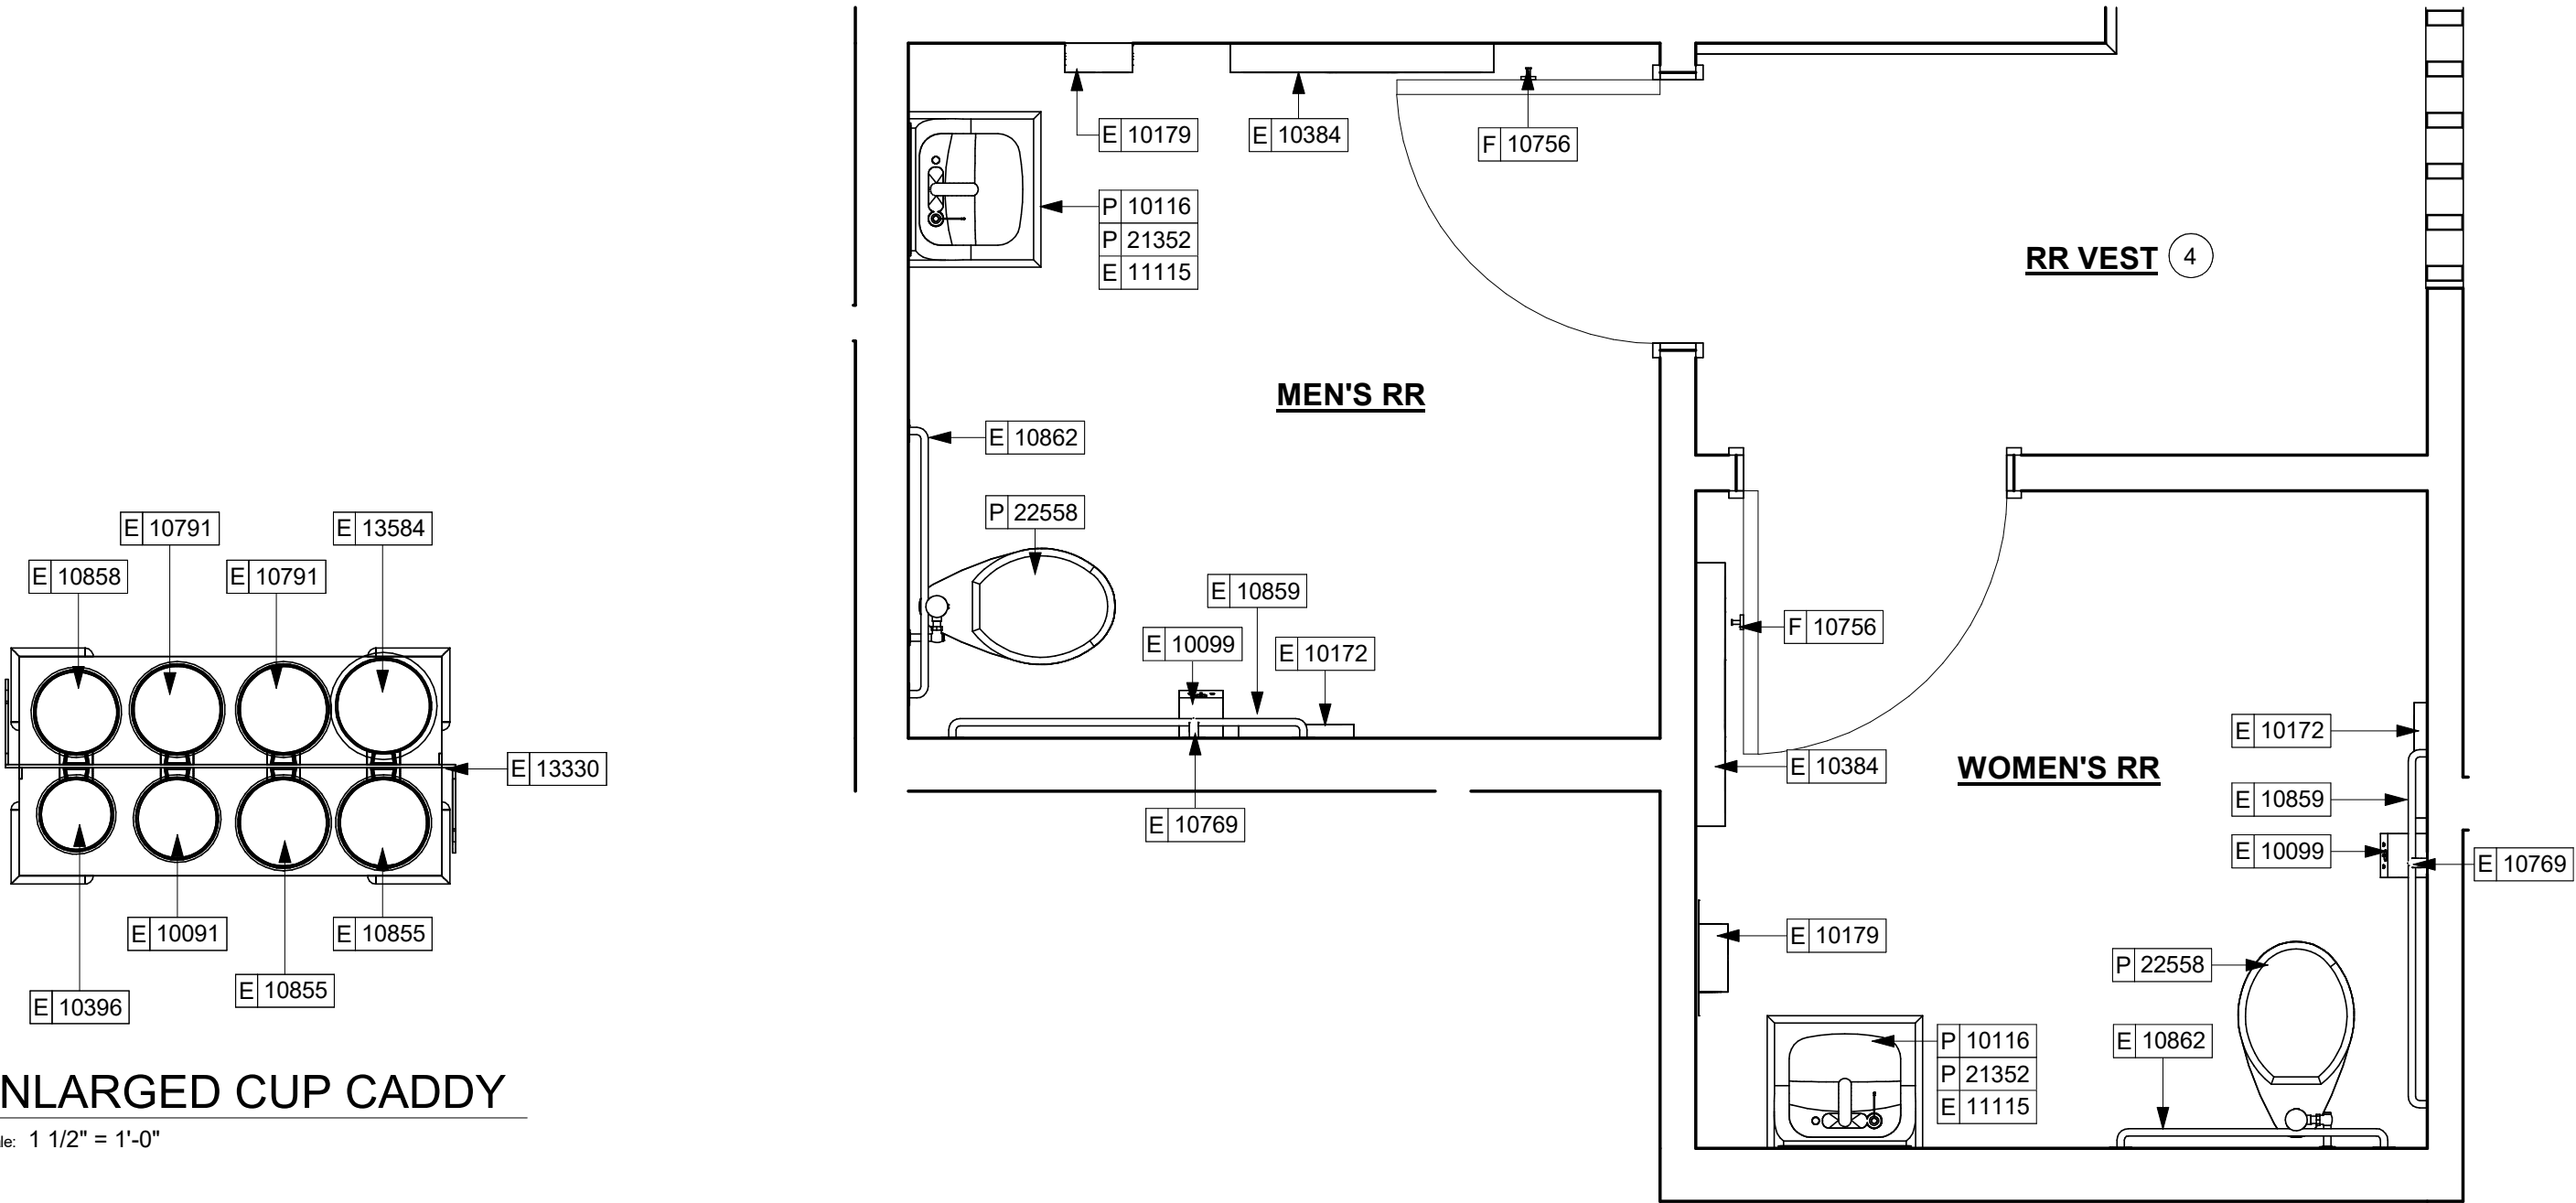 E 10791
E 13584
E 10858
E 10791
E 13330
E 10091
E 10855
E 10855
E 10396
NLARGED CUP CADDY
le: 1 1/2" = 1'-0"
E 10179
E 10384
F 10756
P 10116
P 21352
E 11115
RR VEST 4
MEN'S RR
E 10862
P 22558
E 10859
E 10099
E 10172
E 10769
F 10756
E 10384
WOMEN'S RR
E 10172
E 10859
E 10099
E 10769
E 10179
P 22558
P 10116
P 21352
E 11115
E 10862